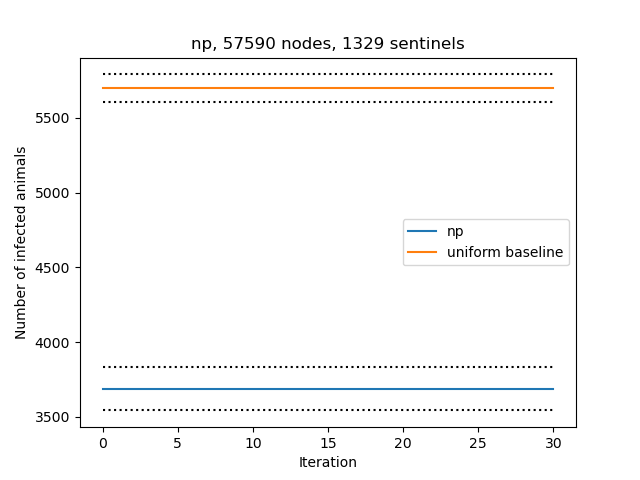 np, 57590 nodes, 1329 sentinels
Number of infected animals
5500
5000
4500
4000
3500
np
uniform baseline
0 5 10 15 20 25 30
Iteration